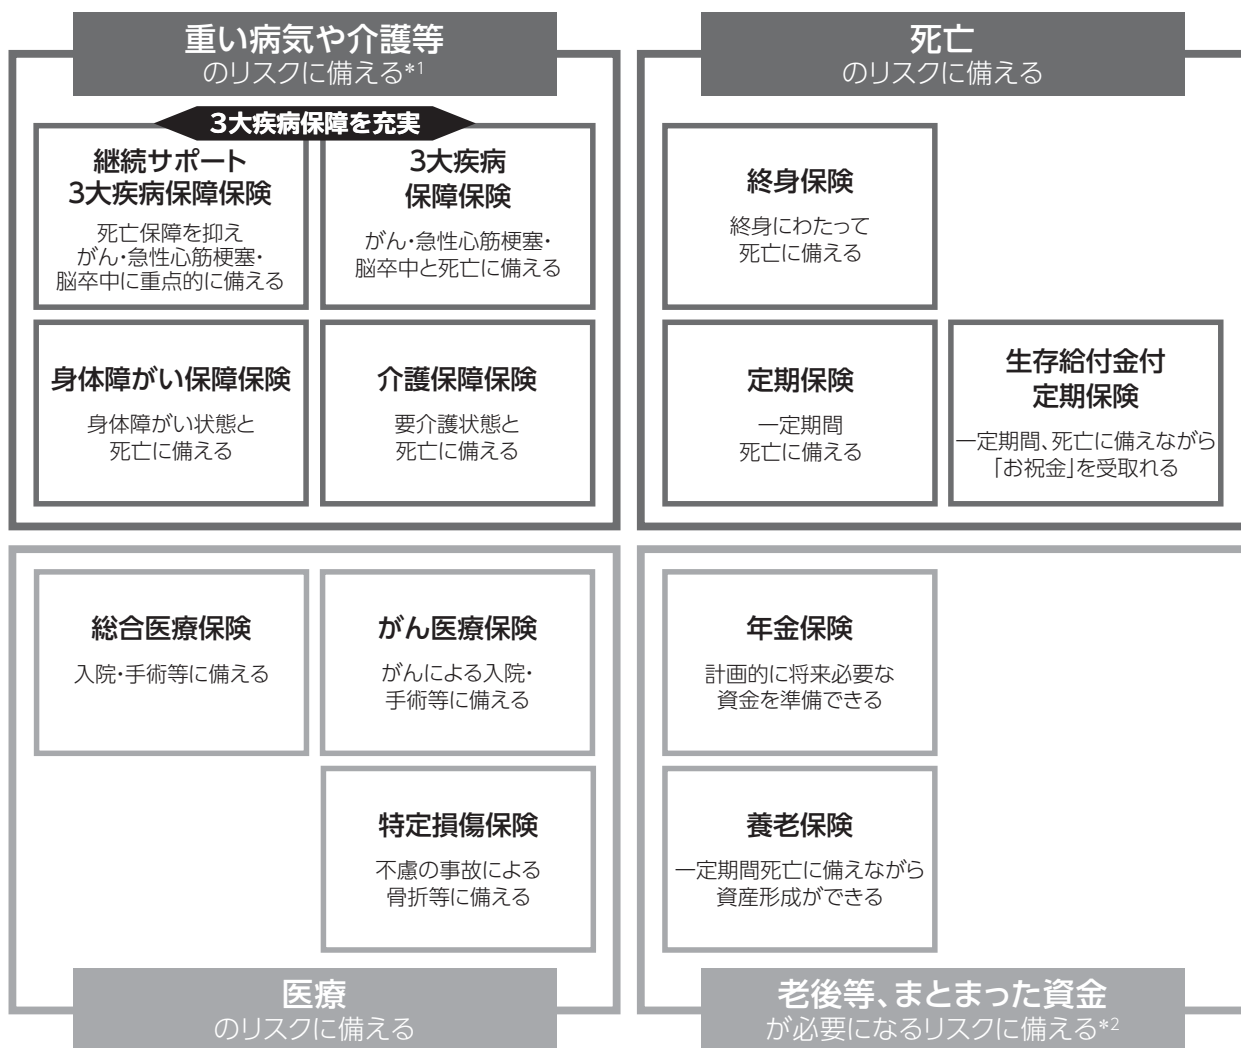 重い病気や介護等
のリスクに備える*1
3大疾病保障を充実
継続サポート
3大疾病保障保険
死亡保障を抑え
がん・急性心筋梗塞・
脳卒中に重点的に備える
3大疾病
保障保険
がん・急性心筋梗塞・
脳卒中と死亡に備える
身体障がい保障保険
身体障がい状態と
死亡に備える
介護保障保険
要介護状態と
死亡に備える
死亡
のリスクに備える
終身保険
終身にわたって
死亡に備える
定期保険
一定期間
死亡に備える
生存給付金付
定期保険
一定期間、死亡に備えながら
「お祝金」を受取れる
総合医療保険
入院・手術等に備える
がん医療保険
がんによる入院・
手術等に備える
特定損傷保険
不慮の事故による
骨折等に備える
医療
のリスクに備える
年金保険
計画的に将来必要な
資金を準備できる
養老保険
一定期間死亡に備えながら
資産形成ができる
老後等、まとまった資金
が必要になるリスクに備える*2